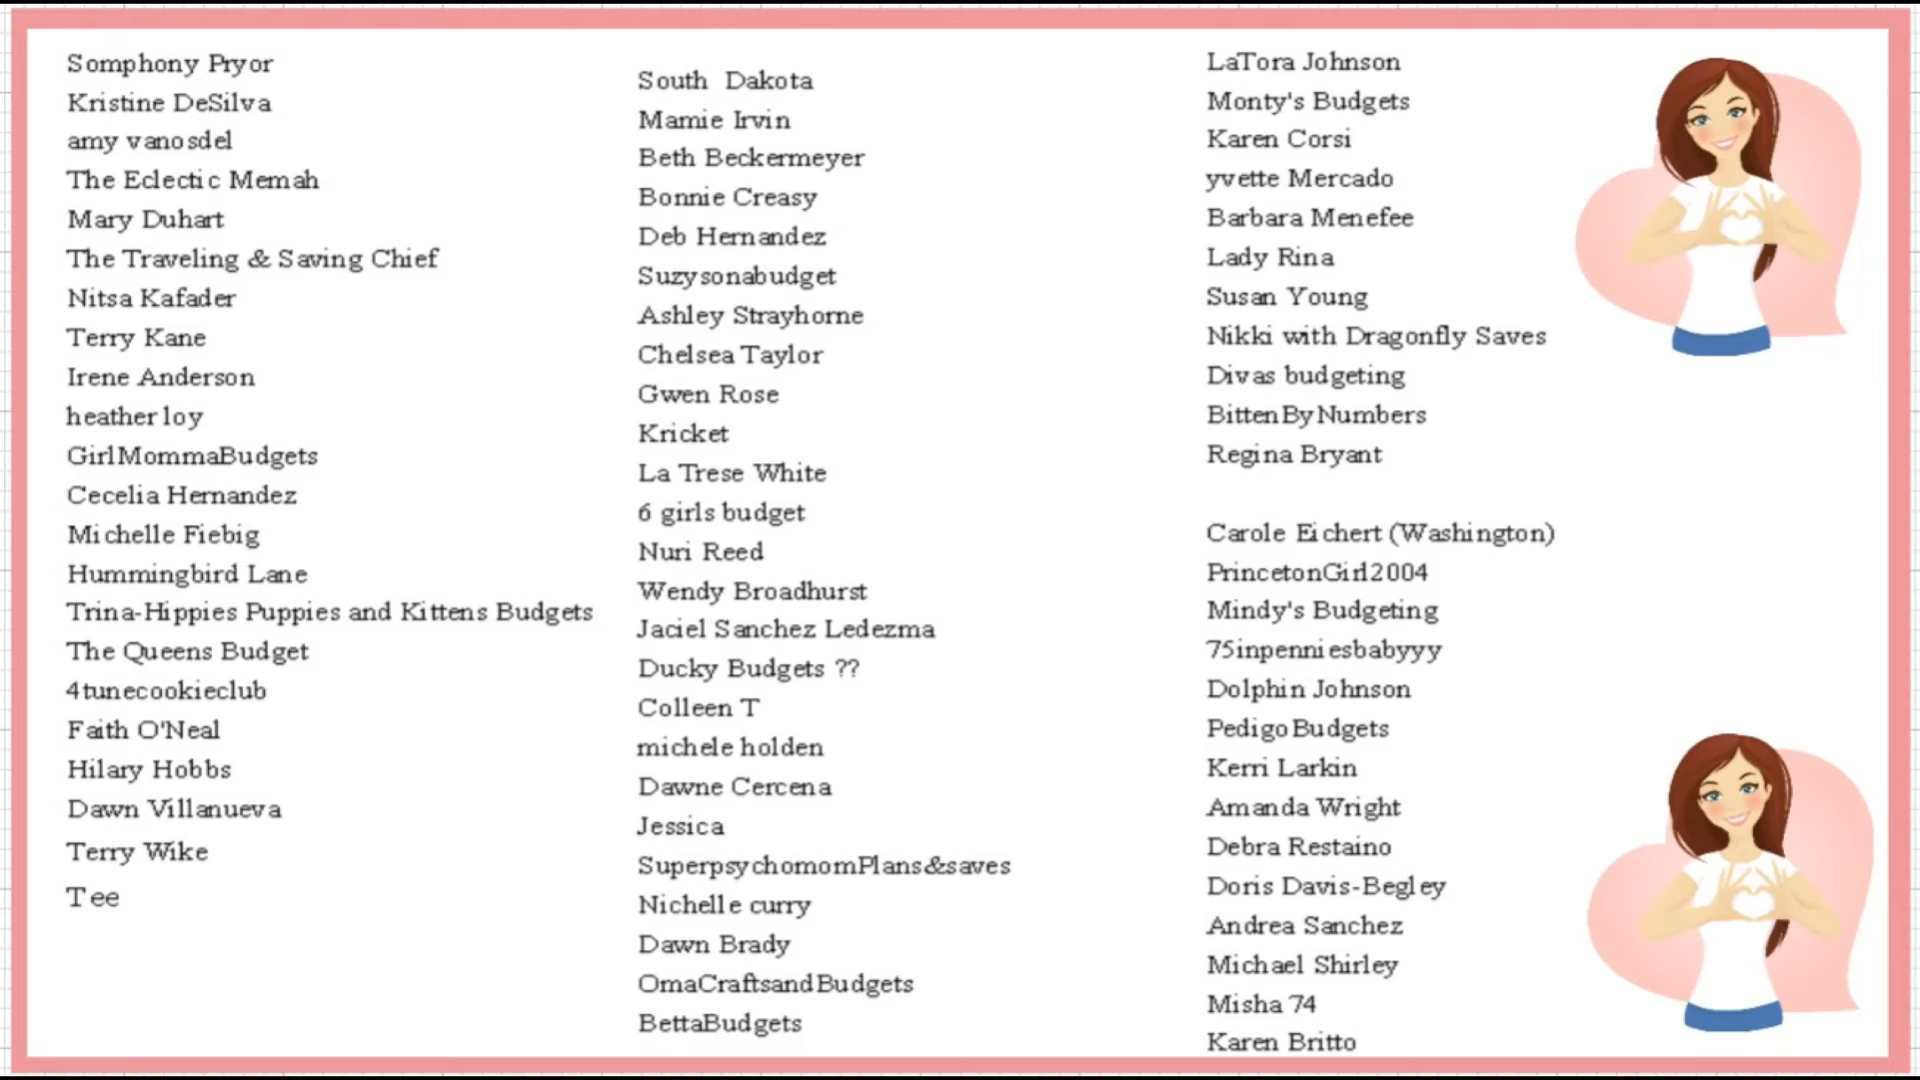 Somphony Pryor
Kristine DeSilva
amy vanosdel
The Eclectic Memah
Mary Duhart
The Traveling & Saving Chief
Nitsa Kafader
Terry Kane
Irene Anderson
heather loy
GirlMommaBudgets
Cecelia Hernandez
Michelle Fiebig
Hummingbird Lane
Trina-Hippies Puppies and Kittens Budgets
The Queens Budget
4tunecookieclub
Faith O'Neal
Hilary Hobbs
Dawn Villanueva
Terry Wike
Tee
South Dakota
Mamie Irvin
Beth Beckermeyer
Bonnie Creasy
Deb Hernandez
Suzysonabudget
Ashley Strayhorne
Chelsea Taylor
Gwen Rose
Kricket
La Trese White
6 girls budget
Nuri Reed
Wendy Broadhurst
Jaciel Sanchez Ledezma
Ducky Budgets ??
Colleen T
michele holden
Dawne Cercena
Jessica
SuperpsychomomPlans&saves
Nichelle curry
Dawn Brady
OmaCraftsandBudgets
BettaBudgets
LaTora Johnson
Monty's Budgets
Karen Corsi
yvette Mercado
Barbara Menefee
Lady Rina
Susan Young
Nikki with Dragonfly Saves
Divas budgeting
BittenByNumbers
Regina Bryant
Carole Eichert (Washington)
PrincetonGirl2004
Mindy's Budgeting
75inpenniesbabyyy
Dolphin Johnson
PedigoBudgets
Kerri Larkin
Amanda Wright
Debra Restaino
Doris Davis-Begley
Andrea Sanchez
Michael Shirley
Misha 74
Karen Britto